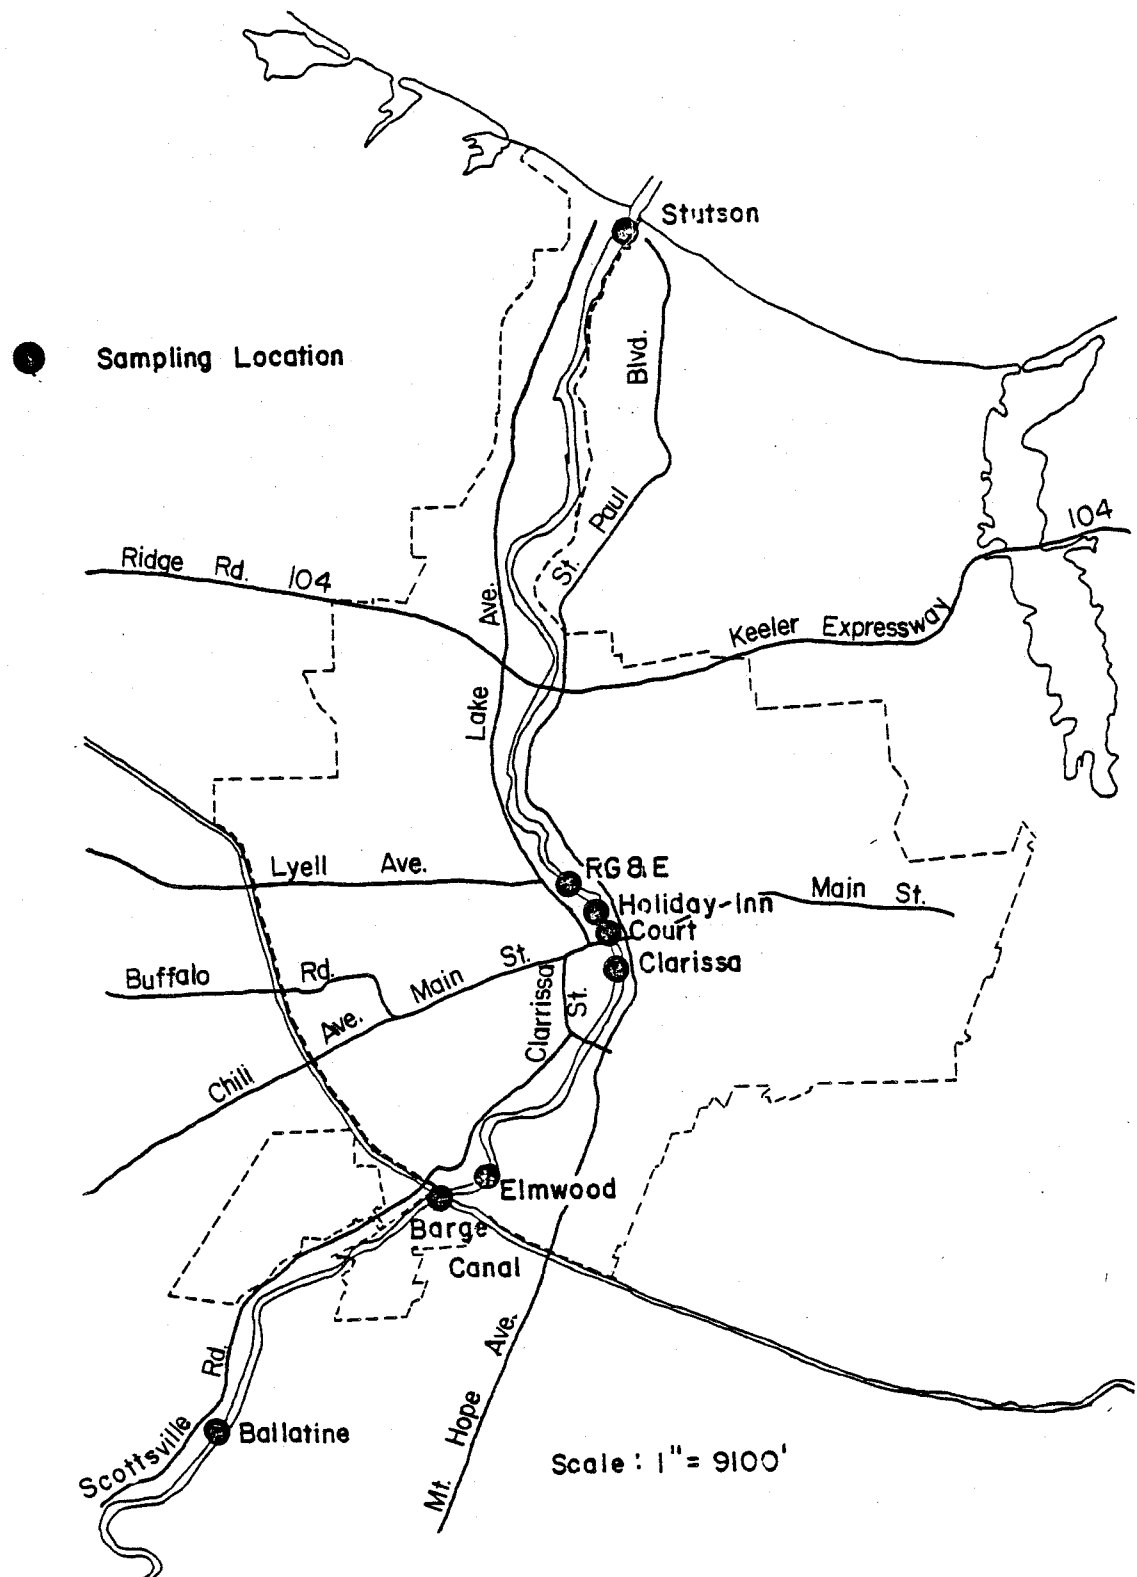 Stutson
Sampling Location
Blvd.
Paul
St.
104
Ridge Rd. 104
Ave.
Lake
Keeler Expressway
RG&E
Lyell Ave.
Holiday-Inn
Main St.
Court
Clarissa
Main St.
Buffalo Rd.
Clarrissa St.
Chili Ave.
Elmwood
Barge
Canal
Rd.
Scottsville
Ballatine
Ave.
Hope
Mt.
Scale: 1" = 9100'